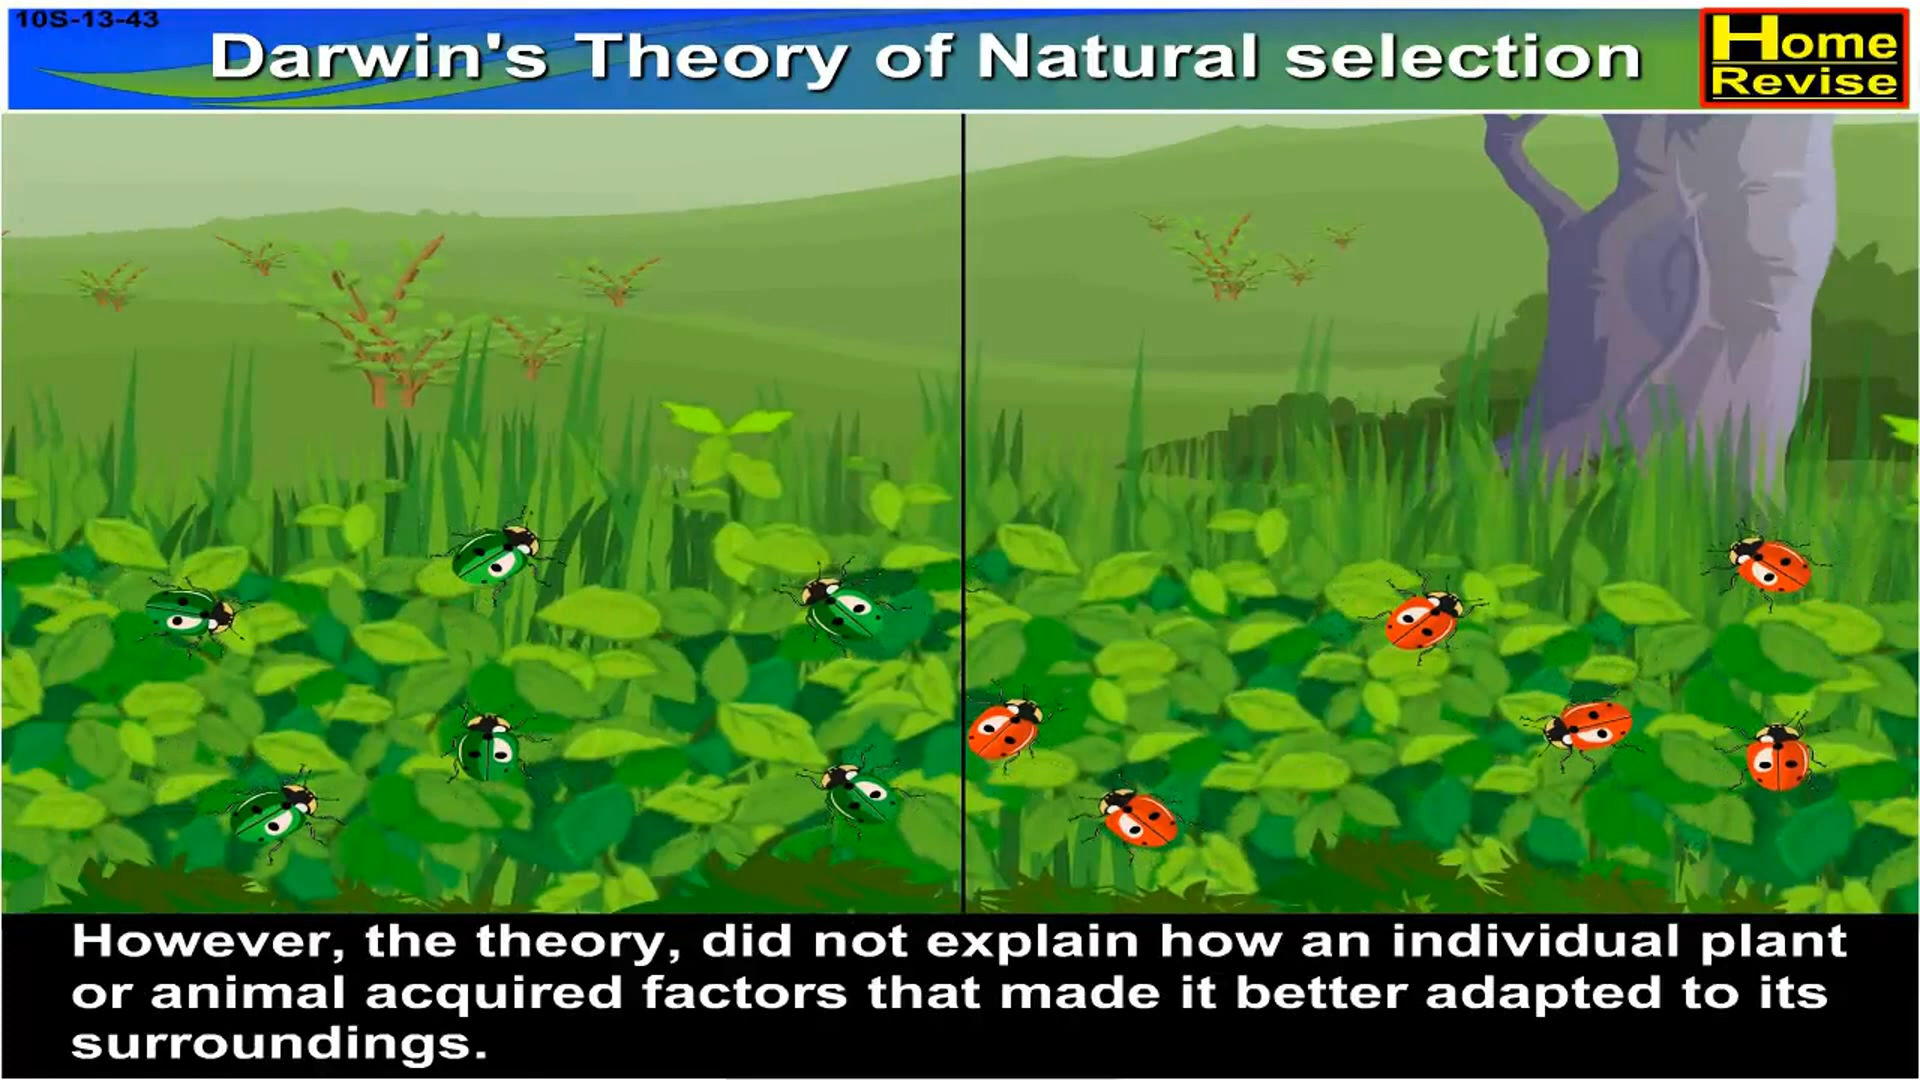 10S-13-43
Darwin's Theory of Natural selection
Home
Revise
However, the theory, did not explain how an individual plant
or animal acquired factors that made it better adapted to its
surroundings.